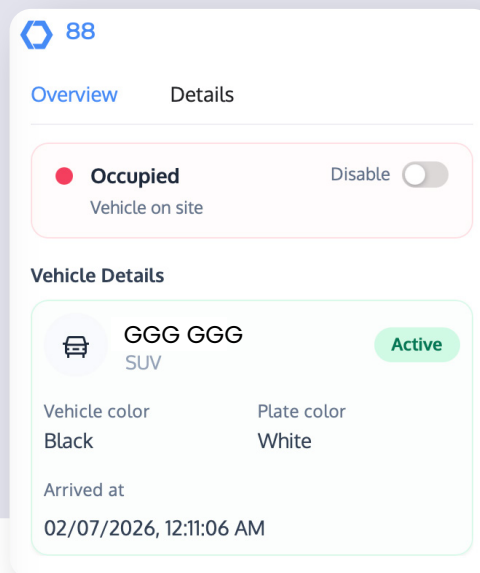 88
Overview Details
Occupied Disable
Vehicle on site
Vehicle Details
GGG GGG
SUV Active
Vehicle color Plate color
Black White
Arrived at
02/07/2026, 12:11:06 AM